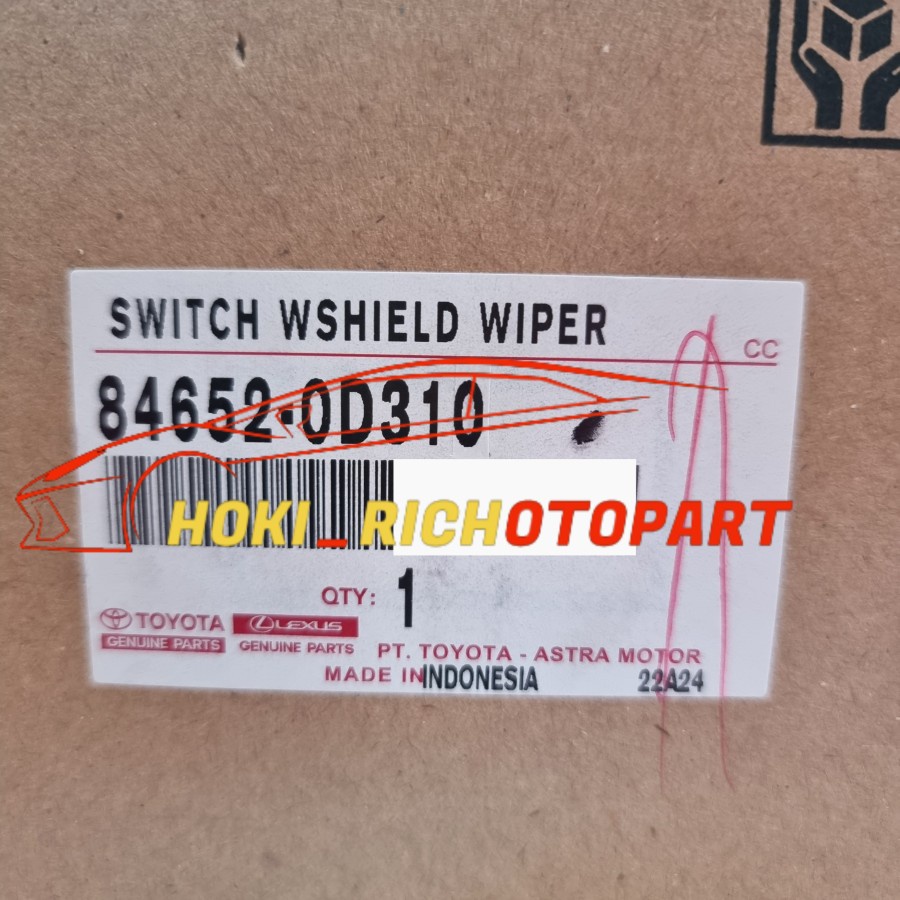 SWITCH WSHIELD WIPER
CC
84652-0D310
HOKI_RICHOTOPART
QTY: 1
TOYOTA LEXUS
GENUINE PARTS GENUINE PARTS PT. TOYOTA - ASTRA MOTOR
MADE IN INDONESIA 22A24